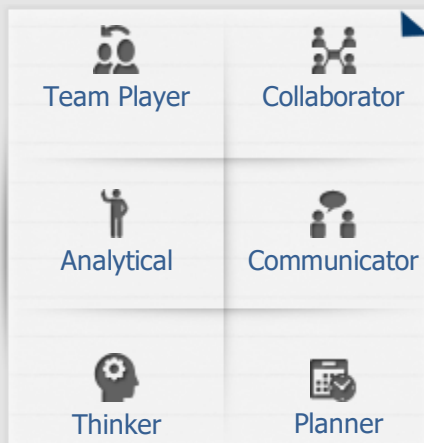 Team Player
Collaborator
Analytical
Communicator
Thinker
Planner